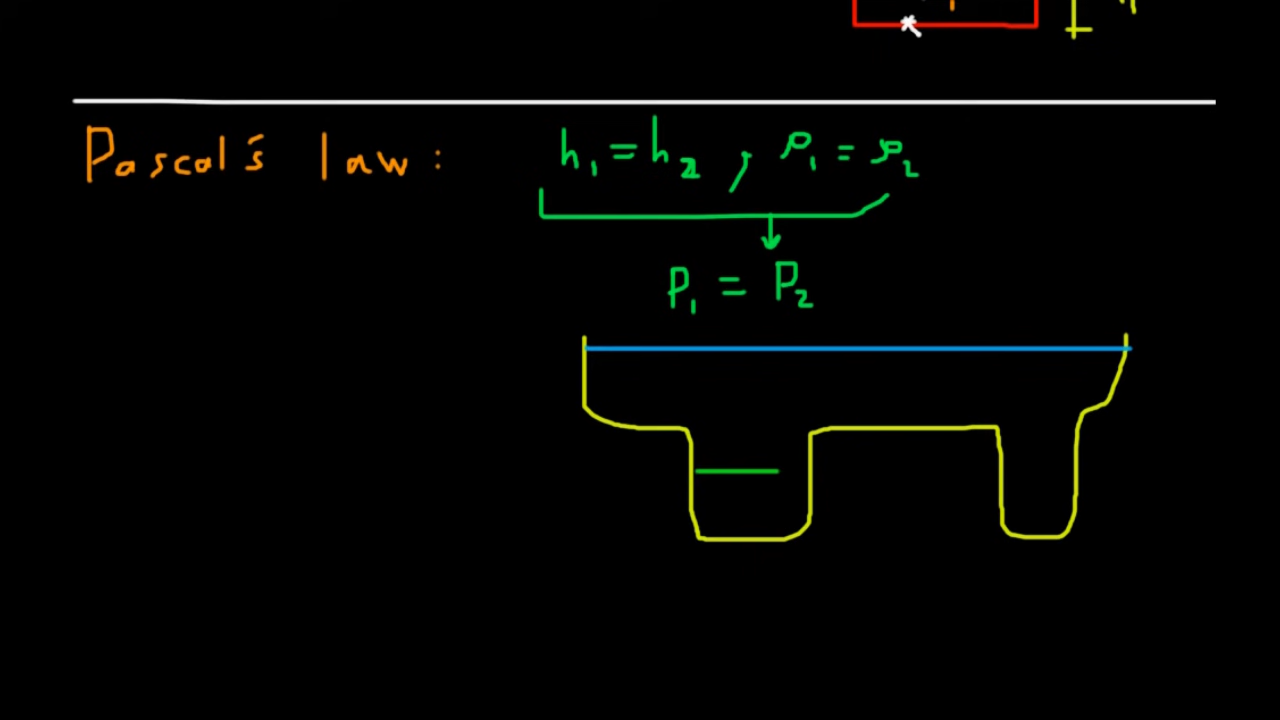 Pascal's law: h₁ = h₂ , ρ₁ = ρ₂
P₁ = P₂